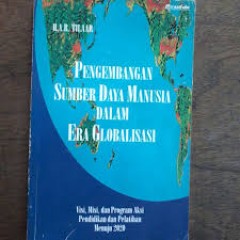 H.A.R. TILAAR
PENGEMBANGAN
SUMBER DAYA MANUSIA
DALAM
ERA GLOBALISASI
Visi, Misi, dan Program Aksi
Pendidikan dan Pelatihan
Menuju 2020